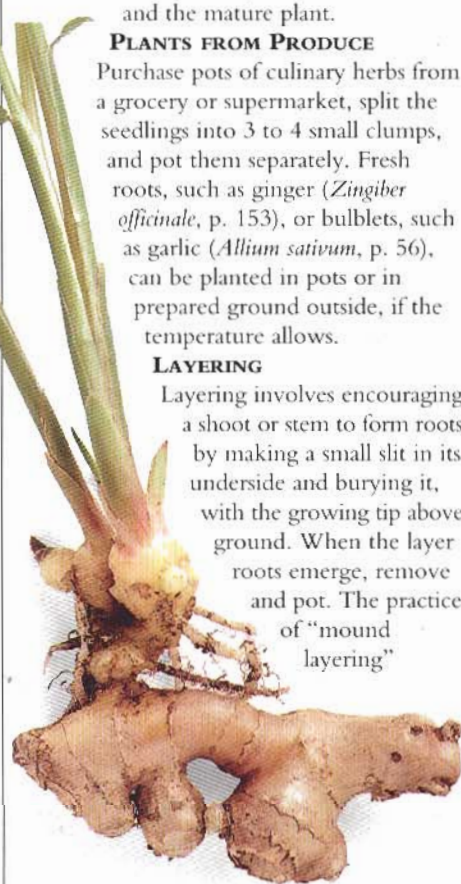 and the mature plant.
PLANTS FROM PRODUCE
Purchase pots of culinary herbs from
a grocery or supermarket, split the
seedlings into 3 to 4 small clumps,
and pot them separately. Fresh
roots, such as ginger (Zingiber
officinale, p. 153), or bulblets, such
as garlic (Allium sativum, p. 56),
can be planted in pots or in
prepared ground outside, if the
temperature allows.
LAYERING
Layering involves encouraging
a shoot or stem to form roots
by making a small slit in its
underside and burying it,
with the growing tip above
ground. When the layer
roots emerge, remove
and pot. The practice
of “mound
layering”